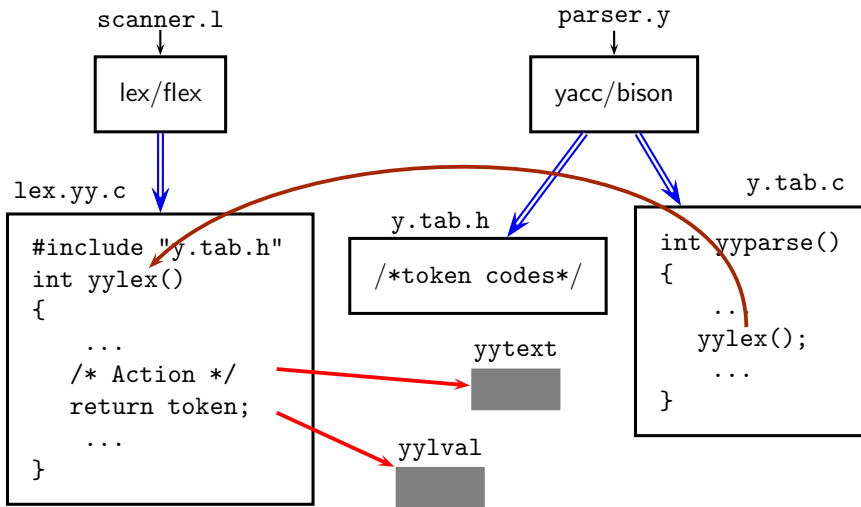 scanner.l
parser.y
lex/flex
yacc/bison
lex.yy.c
#include "y.tab.h"
int yylex()
{
...
/* Action */
return token;
...
}
y.tab.h
/*token codes*/
yytext
yylval
y.tab.c
int yyparse()
{
...
yylex();
...
}